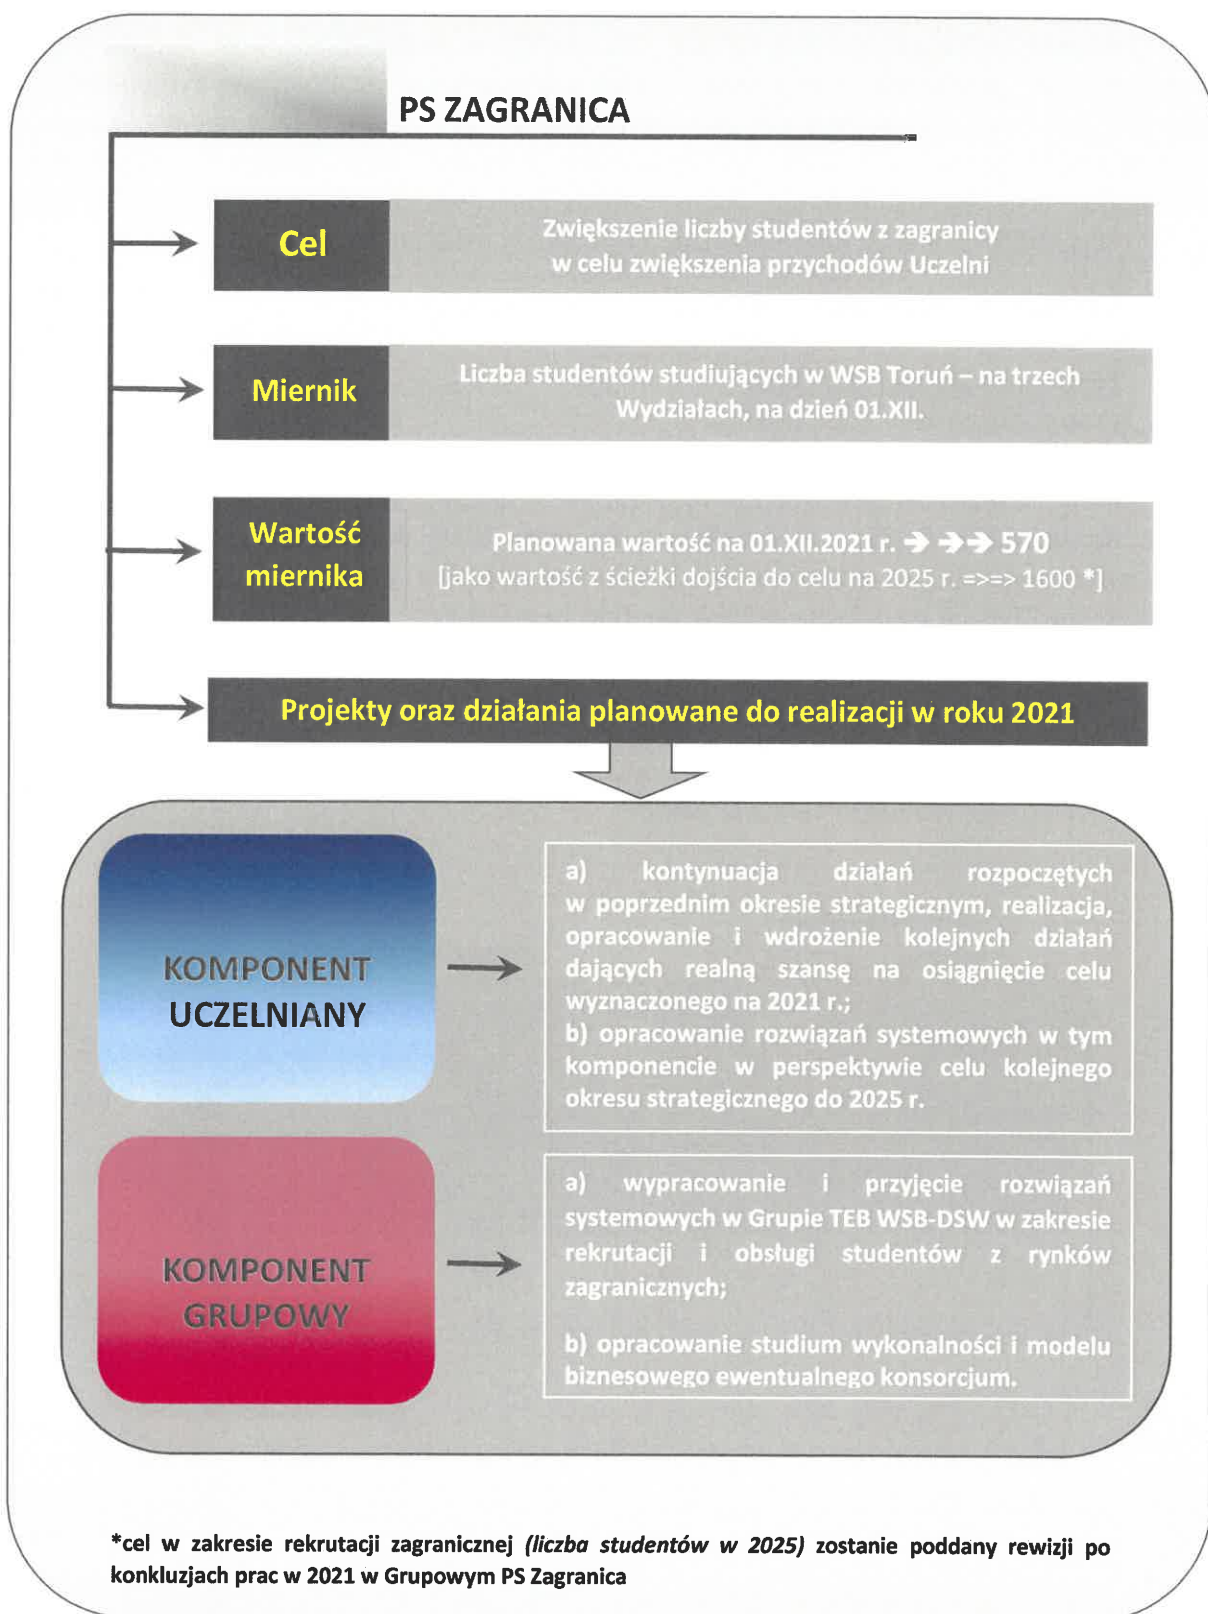 PS ZAGRANICA
Cel
Zwiększenie liczby studentów z zagranicy
w celu zwiększenia przychodów Uczelni
Miernik
Liczba studentów studiujących w WSB Toruń – na trzech
Wydziałach, na dzień 01.XII.
Wartość
miernika
Planowana wartość na 01.XII.2021 r. ➔ ➔➔ 570
[jako wartość z ścieżki dojścia do celu na 2025 r. =>=> 1600 *]
Projekty oraz działania planowane do realizacji w roku 2021
KOMPONENT
UCZELNIANY
a) kontynuacja działań rozpoczętych
w poprzednim okresie strategicznym, realizacja,
opracowanie i wdrożenie kolejnych działań
dających realną szansę na osiągnięcie celu
wyznaczonego na 2021 r.;
b) opracowanie rozwiązań systemowych w tym
komponencie w perspektywie celu kolejnego
okresu strategicznego do 2025 r.
KOMPONENT
GRUPOWY
a) wypracowanie i przyjęcie rozwiązań
systemowych w Grupie TEB WSB-DSW w zakresie
rekrutacji i obsługi studentów z rynków
zagranicznych;
b) opracowanie studium wykonalności i modelu
biznesowego ewentualnego konsorcjum.
*cel w zakresie rekrutacji zagranicznej (liczba studentów w 2025) zostanie poddany rewizji po
konkluzjach prac w 2021 w Grupowym PS Zagranica